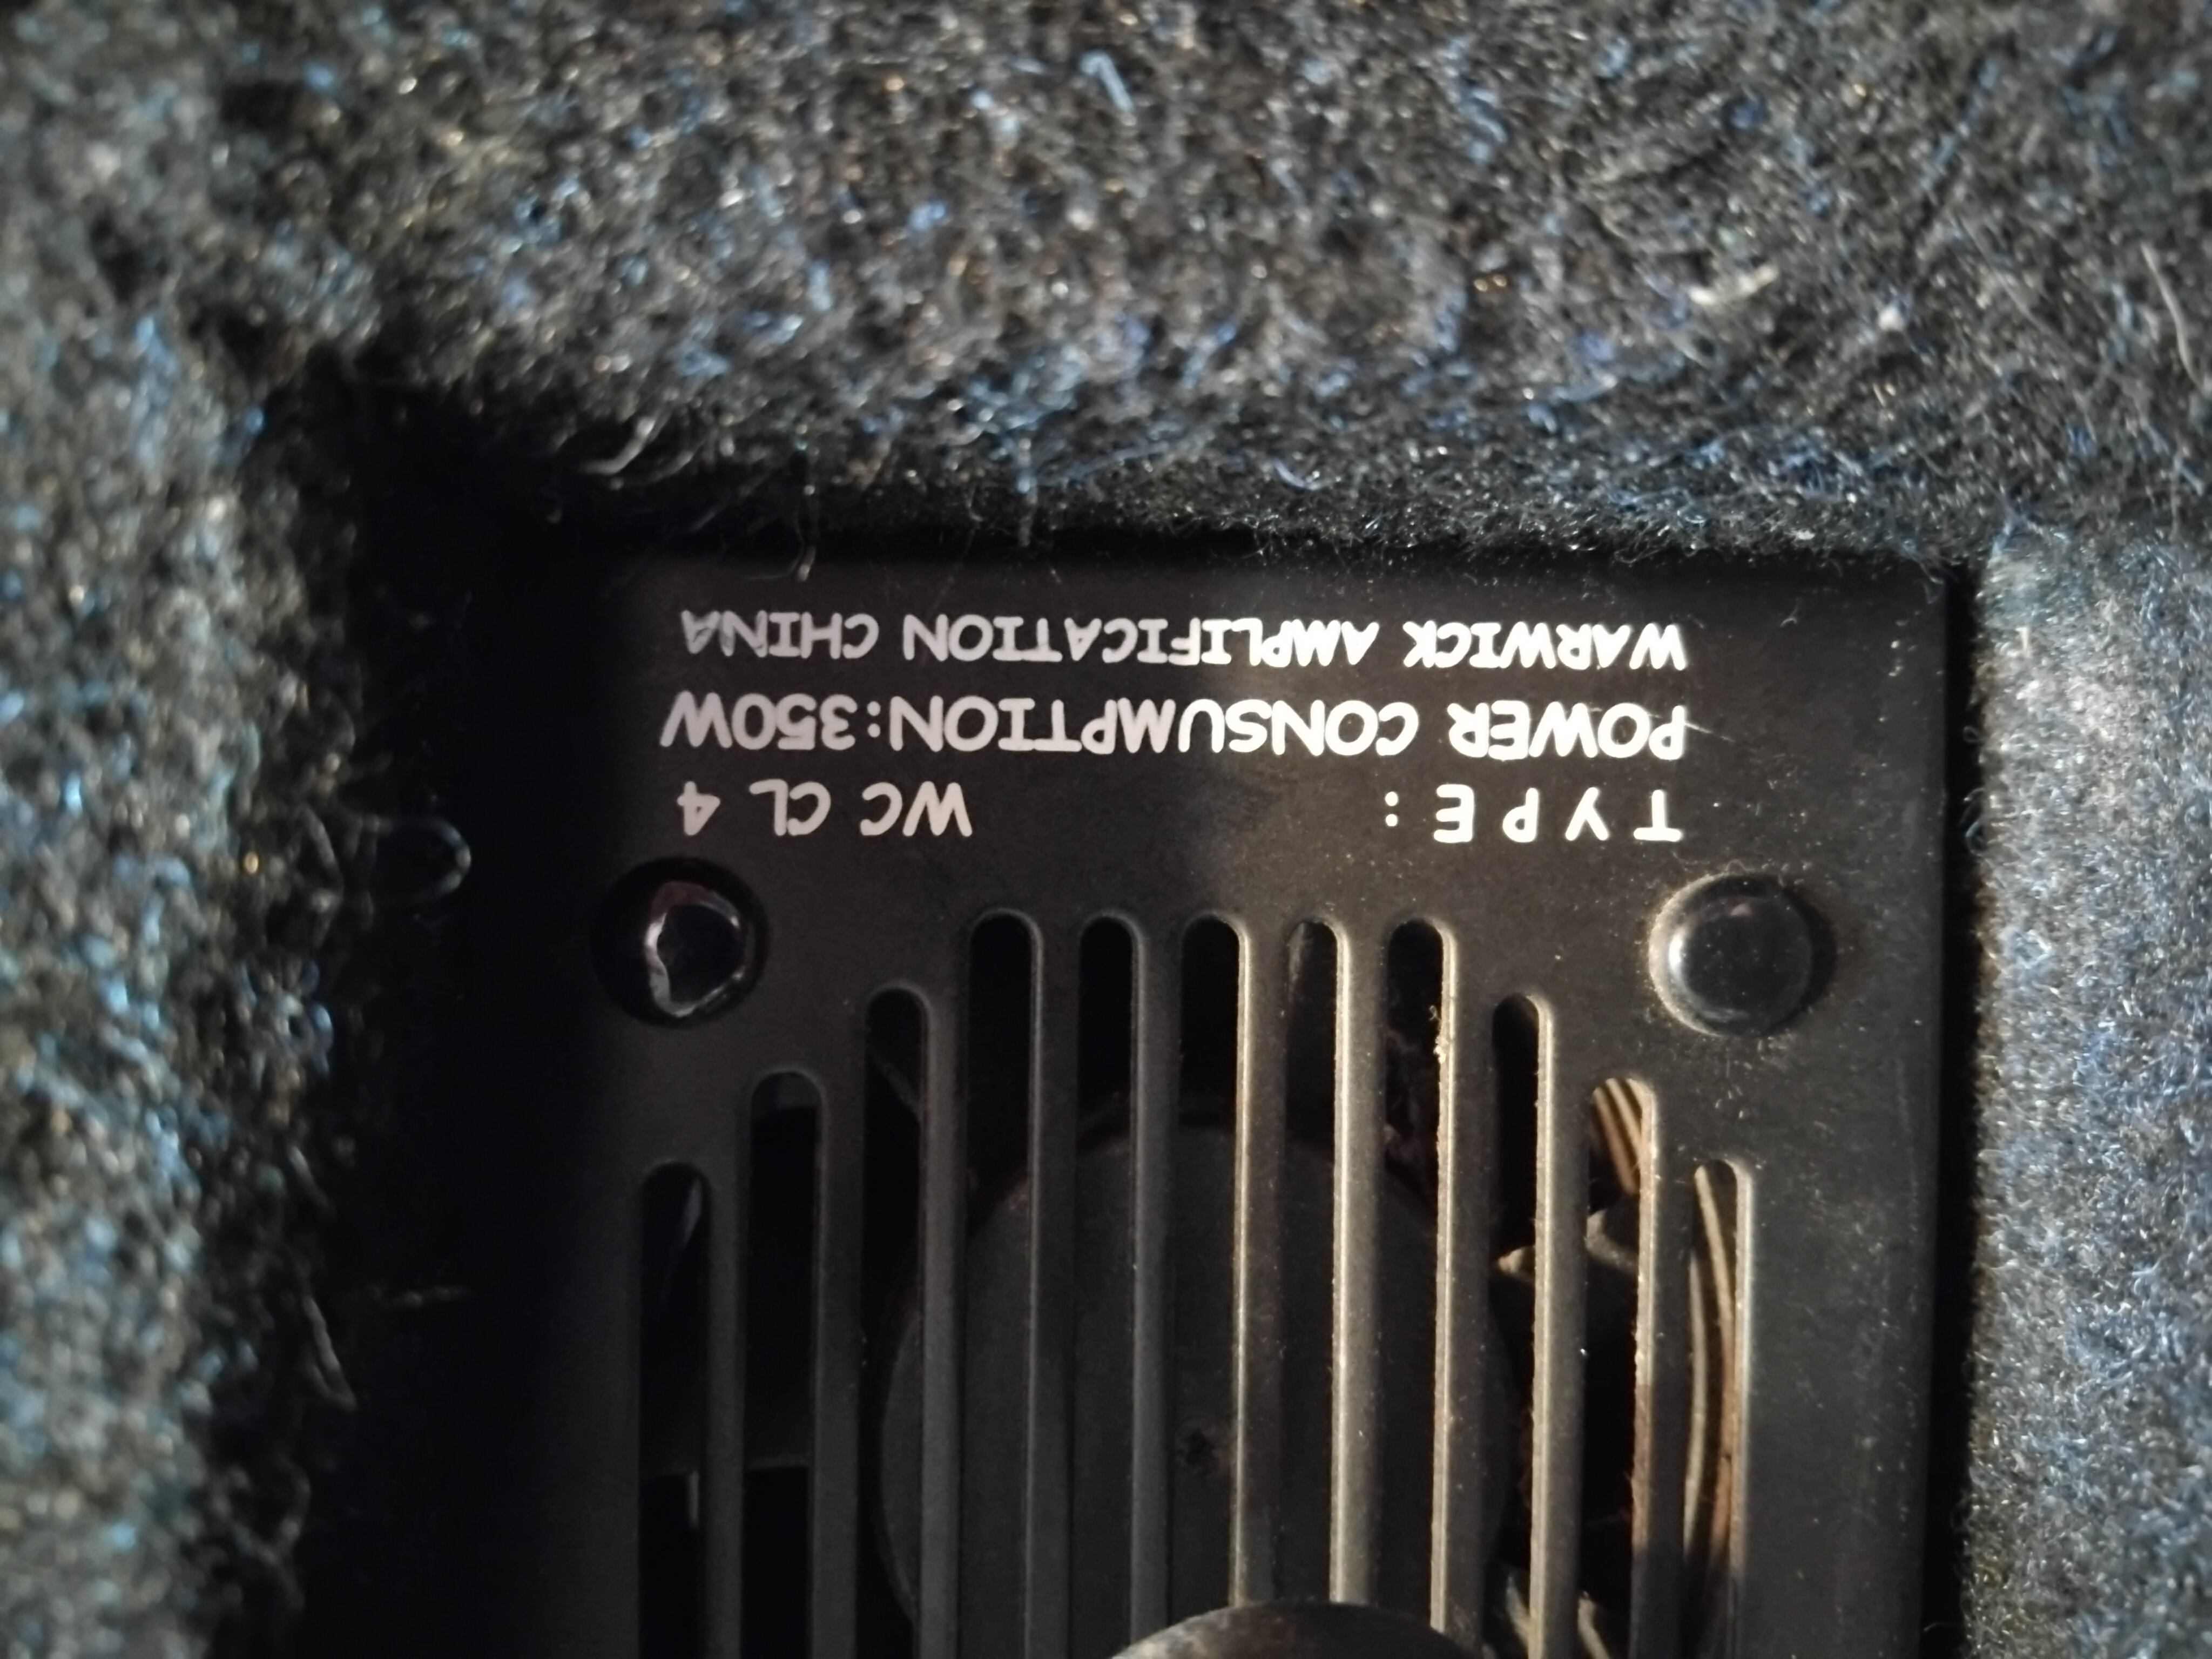 TYPE: WC CL 4
POWER CONSUMPTION:350W
WARWICK AMPLIFICATION CHINA